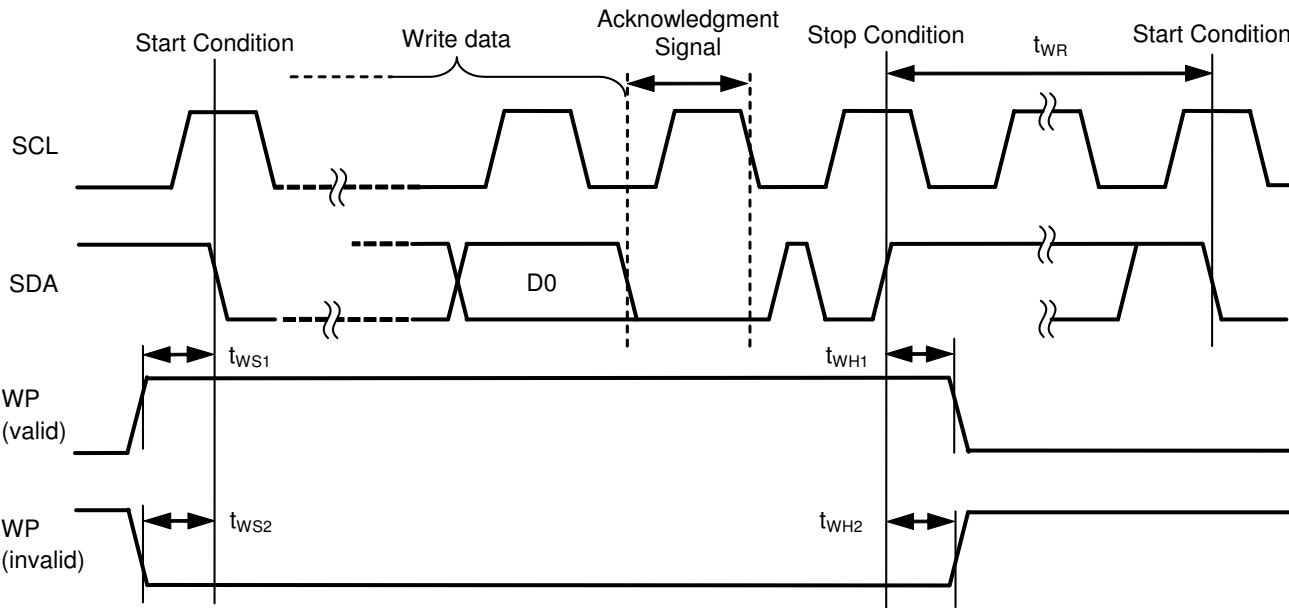 Start Condition
Write data
Acknowledgment
Signal
Stop Condition
tWR
Start Condition
SCL
SDA
D0
tWS1
tWH1
WP
(valid)
tWS2
tWH2
WP
(invalid)